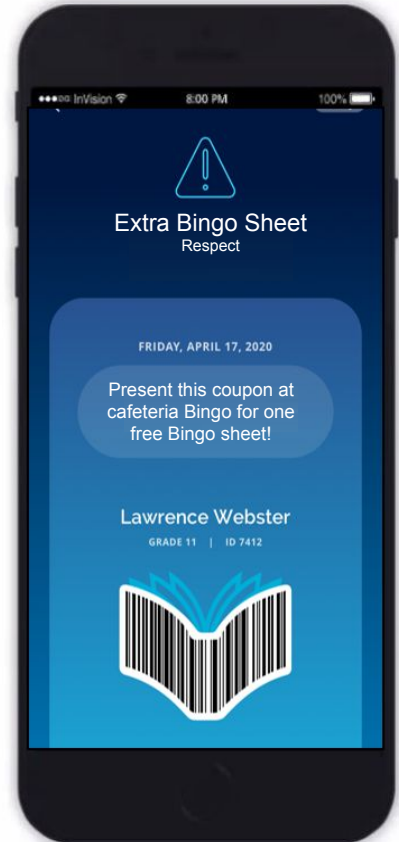 InVision 8:00 PM 100%
Extra Bingo Sheet
Respect
FRIDAY, APRIL 17, 2020
Present this coupon at
cafeteria Bingo for one
free Bingo sheet!
Lawrence Webster
GRADE 11 | ID 7412